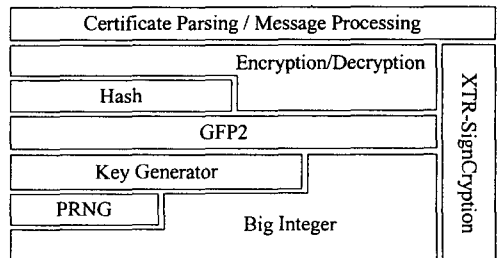 Certificate Parsing / Message Processing
Encryption/Decryption
Hash
GFP2
Key Generator
PRNG
Big Integer
XTR-SignCryption